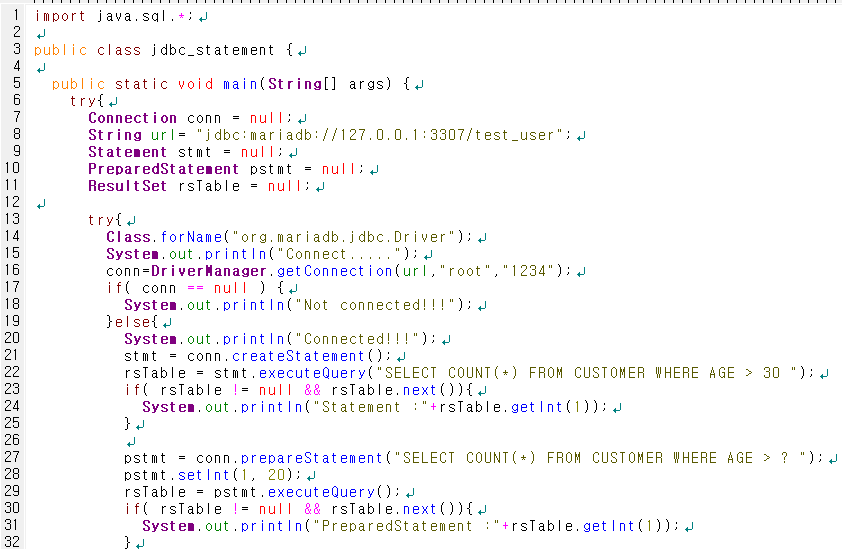 1 import java.sql.*;
2
3 public class jdbc_statement {
4
5 public static void main(String[] args) {
6 try{
7 Connection conn = null;
8 String url= "jdbc:mariadb://127.0.0.1:3307/test_user";
9 Statement stmt = null;
10 PreparedStatement pstmt = null;
11 ResultSet rsTable = null;
12
13 try{
14 Class.forName("org.mariadb.jdbc.Driver");
15 System.out.println("Connect.....");
16 conn=DriverManager.getConnection(url,"root","1234");
17 if( conn == null ) {
18 System.out.println("Not connected!!!");
19 }else{
20 System.out.println("Connected!!!");
21 stmt = conn.createStatement();
22 rsTable = stmt.executeQuery("SELECT COUNT(*) FROM CUSTOMER WHERE AGE > 30 ");
23 if( rsTable != null && rsTable.next()){
24 System.out.println("Statement :"+rsTable.getInt(1));
25 }
26
27 pstmt = conn.prepareStatement("SELECT COUNT(*) FROM CUSTOMER WHERE AGE > ? ");
28 pstmt.setInt(1, 20);
29 rsTable = pstmt.executeQuery();
30 if( rsTable != null && rsTable.next()){
31 System.out.println("PreparedStatement :"+rsTable.getInt(1));
32 }